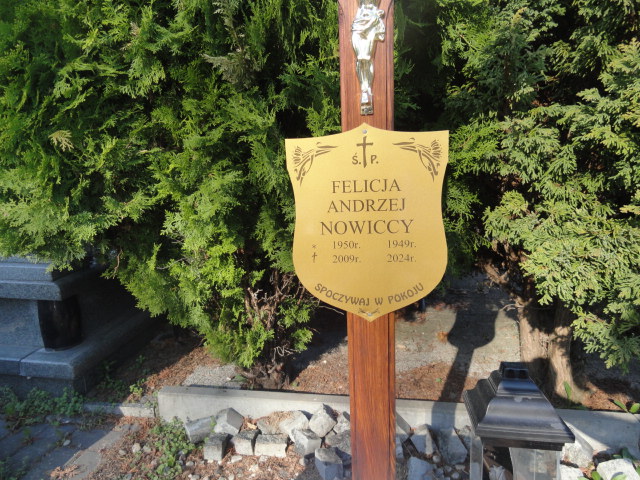 Ś. P.
FELICJA
ANDRZEJ
NOWICCY
* 1950r. 1949r.
† 2009r. 2024r.
SPOCZYWAJ W POKOJU